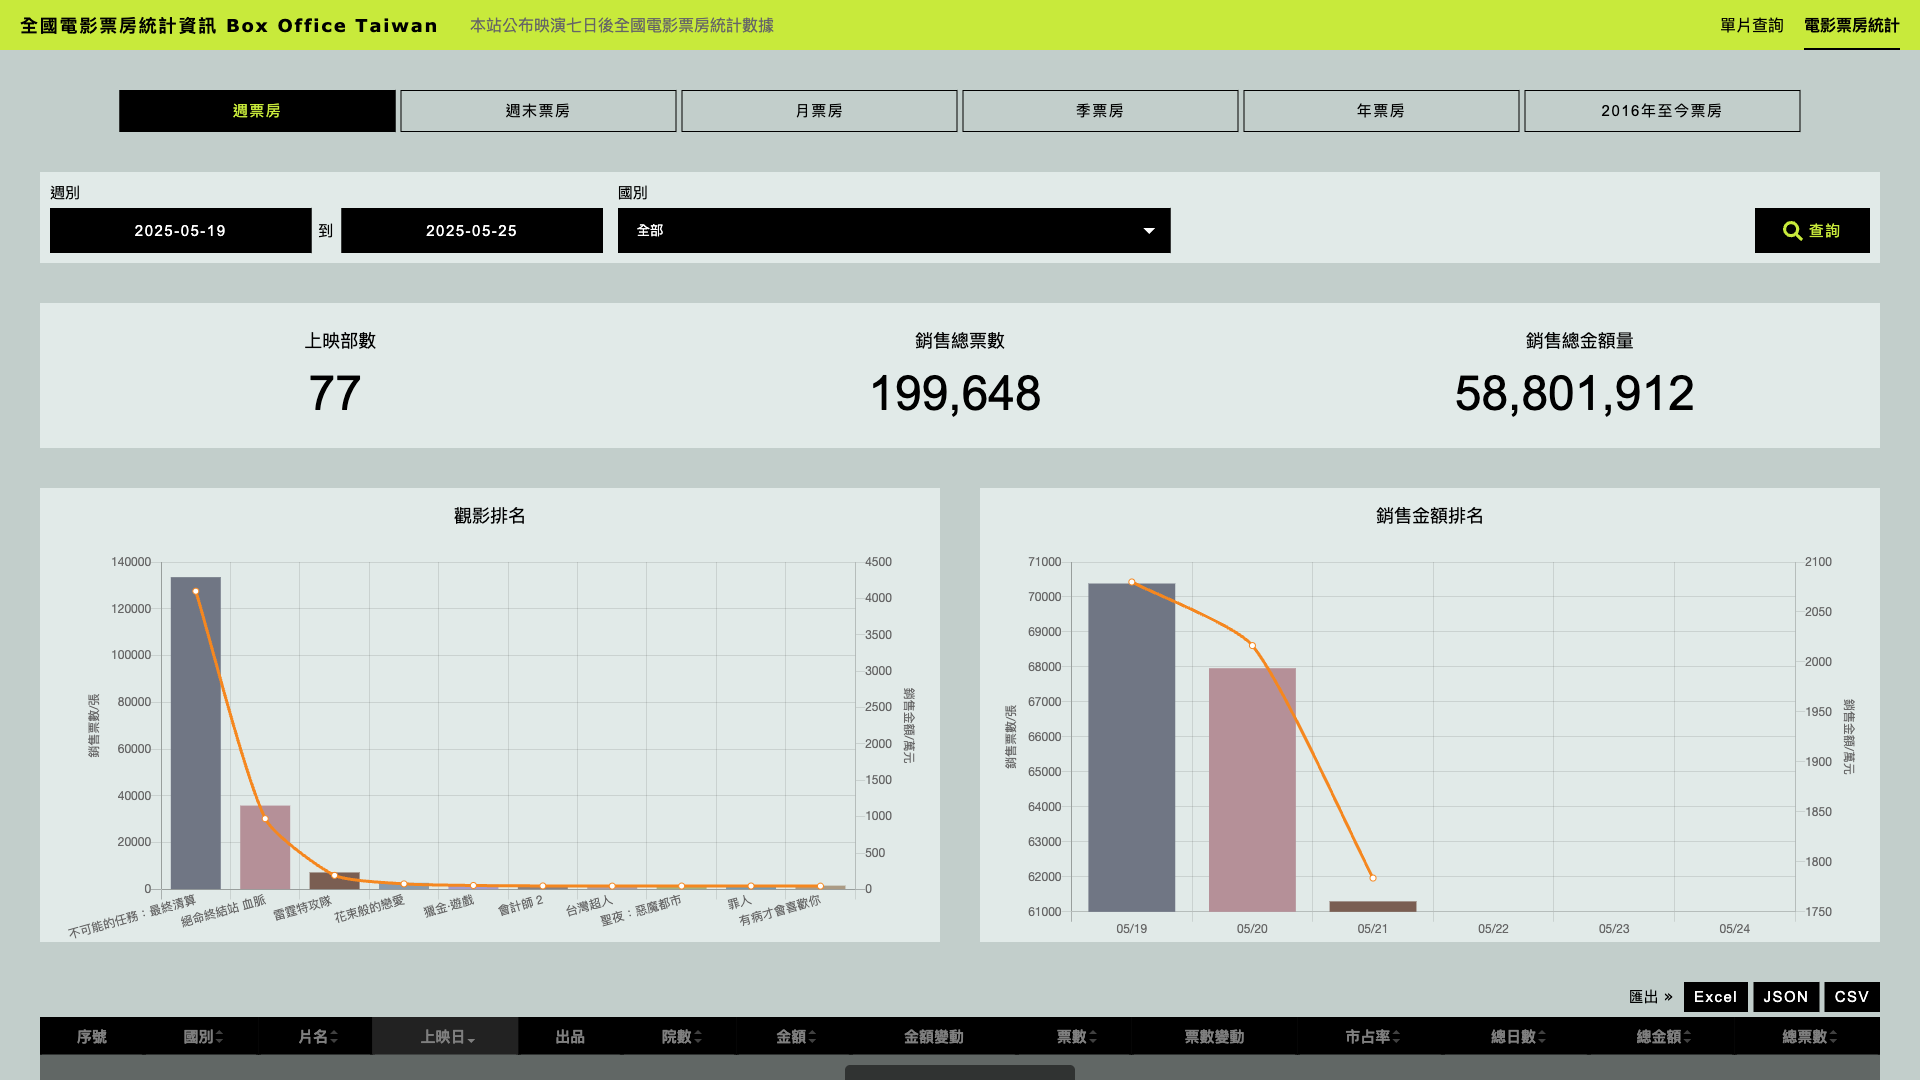 全國電影票房統計資訊 Box Office Taiwan
本站公布映演七日後全國電影票房統計數據
單片查詢
電影票房統計
週票房
週末票房
月票房
季票房
年票房
2016年至今票房
週別
國別
2025-05-19
到
2025-05-25
全部
查詢
上映部數
銷售總票數
銷售總金額量
77
199,648
58,801,912
觀影排名
140000
120000
100000
80000
60000
40000
20000
0
銷售票數/張
4500
4000
3500
3000
2500
2000
1500
1000
500
0
銷售金額/萬元
不可能的任務：最終清算
絕命終結站 血脈
雷霆特攻隊
花束般的戀愛
獵金·遊戲
會計師 2
台灣超人
聖夜：惡魔都市
罪人
有病才會喜歡你
銷售金額排名
71000
70000
69000
68000
67000
66000
65000
64000
63000
62000
61000
銷售票數/張
2100
2050
2000
1950
1900
1850
1800
1750
銷售金額/萬元
05/19
05/20
05/21
05/22
05/23
05/24
匯出 »
Excel
JSON
CSV
序號
國別
片名
上映日
出品
院數
金額
金額變動
票數
票數變動
市占率
總日數
總金額
總票數